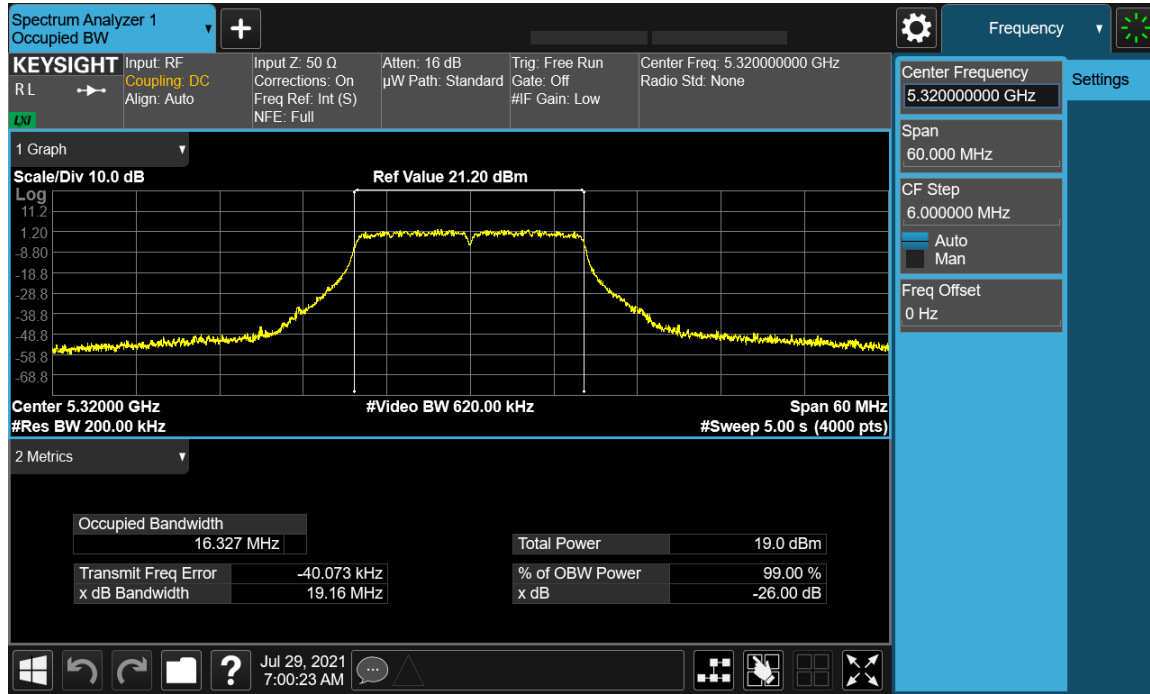 Spectrum Analyzer 1
Occupied BW
Frequency
KEYSIGHT
R L
LXI
Input: RF
Coupling: DC
Align: Auto
Input Z: 50 Ω
Corrections: On
Freq Ref: Int (S)
NFE: Full
Atten: 16 dB
µW Path: Standard
Trig: Free Run
Gate: Off
#IF Gain: Low
Center Freq: 5.320000000 GHz
Radio Std: None
Center Frequency
5.320000000 GHz
Settings
Span
60.000 MHz
CF Step
6.000000 MHz
Auto
Man
Freq Offset
0 Hz
1 Graph
Scale/Div 10.0 dB
Ref Value 21.20 dBm
Log
11.2
1.20
-8.80
-18.8
-28.8
-38.8
-48.8
-58.8
-68.8
Center 5.32000 GHz
#Video BW 620.00 kHz
Span 60 MHz
#Res BW 200.00 kHz
#Sweep 5.00 s (4000 pts)
2 Metrics
Occupied Bandwidth
16.327 MHz
Total Power 19.0 dBm
Transmit Freq Error -40.073 kHz
% of OBW Power 99.00 %
x dB Bandwidth 19.16 MHz
x dB -26.00 dB
?
Jul 29, 2021
7:00:23 AM